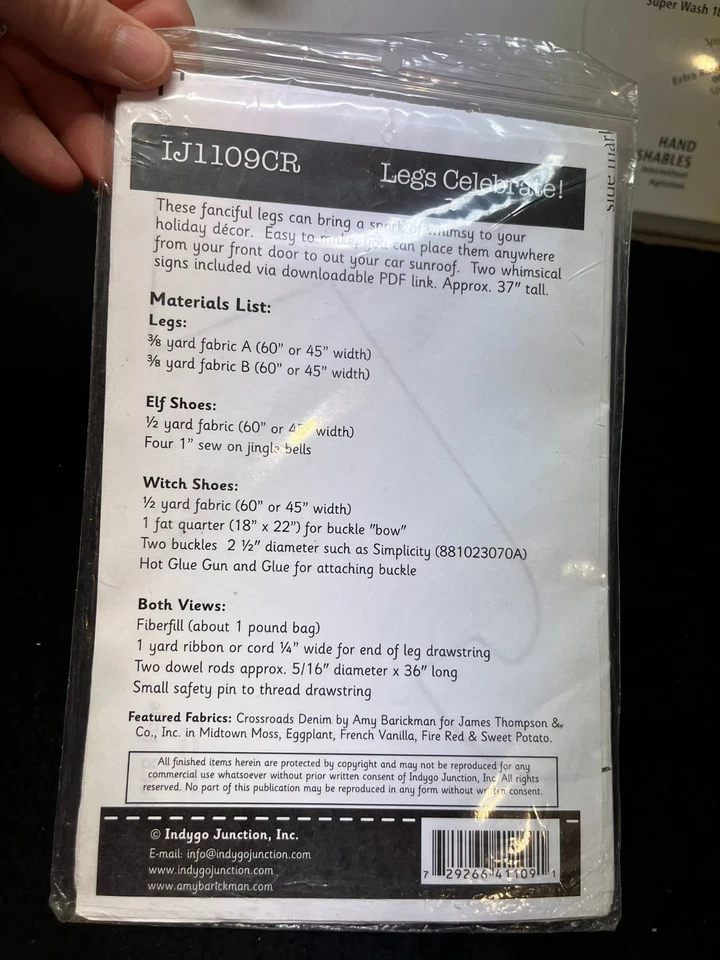 Super Wash
HAND
SHABLES
side
IJ1109CR
Legs Celebrate!
These fanciful legs can bring a spark of whimsy to your
holiday décor. Easy to make, you can place them anywhere
from your front door to out your car sunroof. Two whimsical
signs included via downloadable PDF link. Approx. 37” tall.
Materials List:
Legs:
⅜ yard fabric A (60” or 45” width)
⅜ yard fabric B (60” or 45” width)
Elf Shoes:
½ yard fabric (60” or 45” width)
Four 1” sew on jingle bells
Witch Shoes:
½ yard fabric (60” or 45” width)
1 fat quarter (18” x 22”) for buckle "bow"
Two buckles 2 ½” diameter such as Simplicity (881023070A)
Hot Glue Gun and Glue for attaching buckle
Both Views:
Fiberfill (about 1 pound bag)
1 yard ribbon or cord ¼” wide for end of leg drawstring
Two dowel rods approx. 5/16” diameter x 36” long
Small safety pin to thread drawstring
Featured Fabrics: Crossroads Denim by Amy Barickman for James Thompson &
Co., Inc. in Midtown Moss, Eggplant, French Vanilla, Fire Red & Sweet Potato.
All finished items herein are protected by copyright and may not be reproduced for any
commercial use whatsoever without prior written consent of Indygo Junction, Inc. All rights
reserved. No part of this publication may be reproduced in any form without written consent.
© Indygo Junction, Inc.
E-mail: info@indygojunction.com
www.indygojunction.com
www.amybarickman.com
7 29266 41109 1